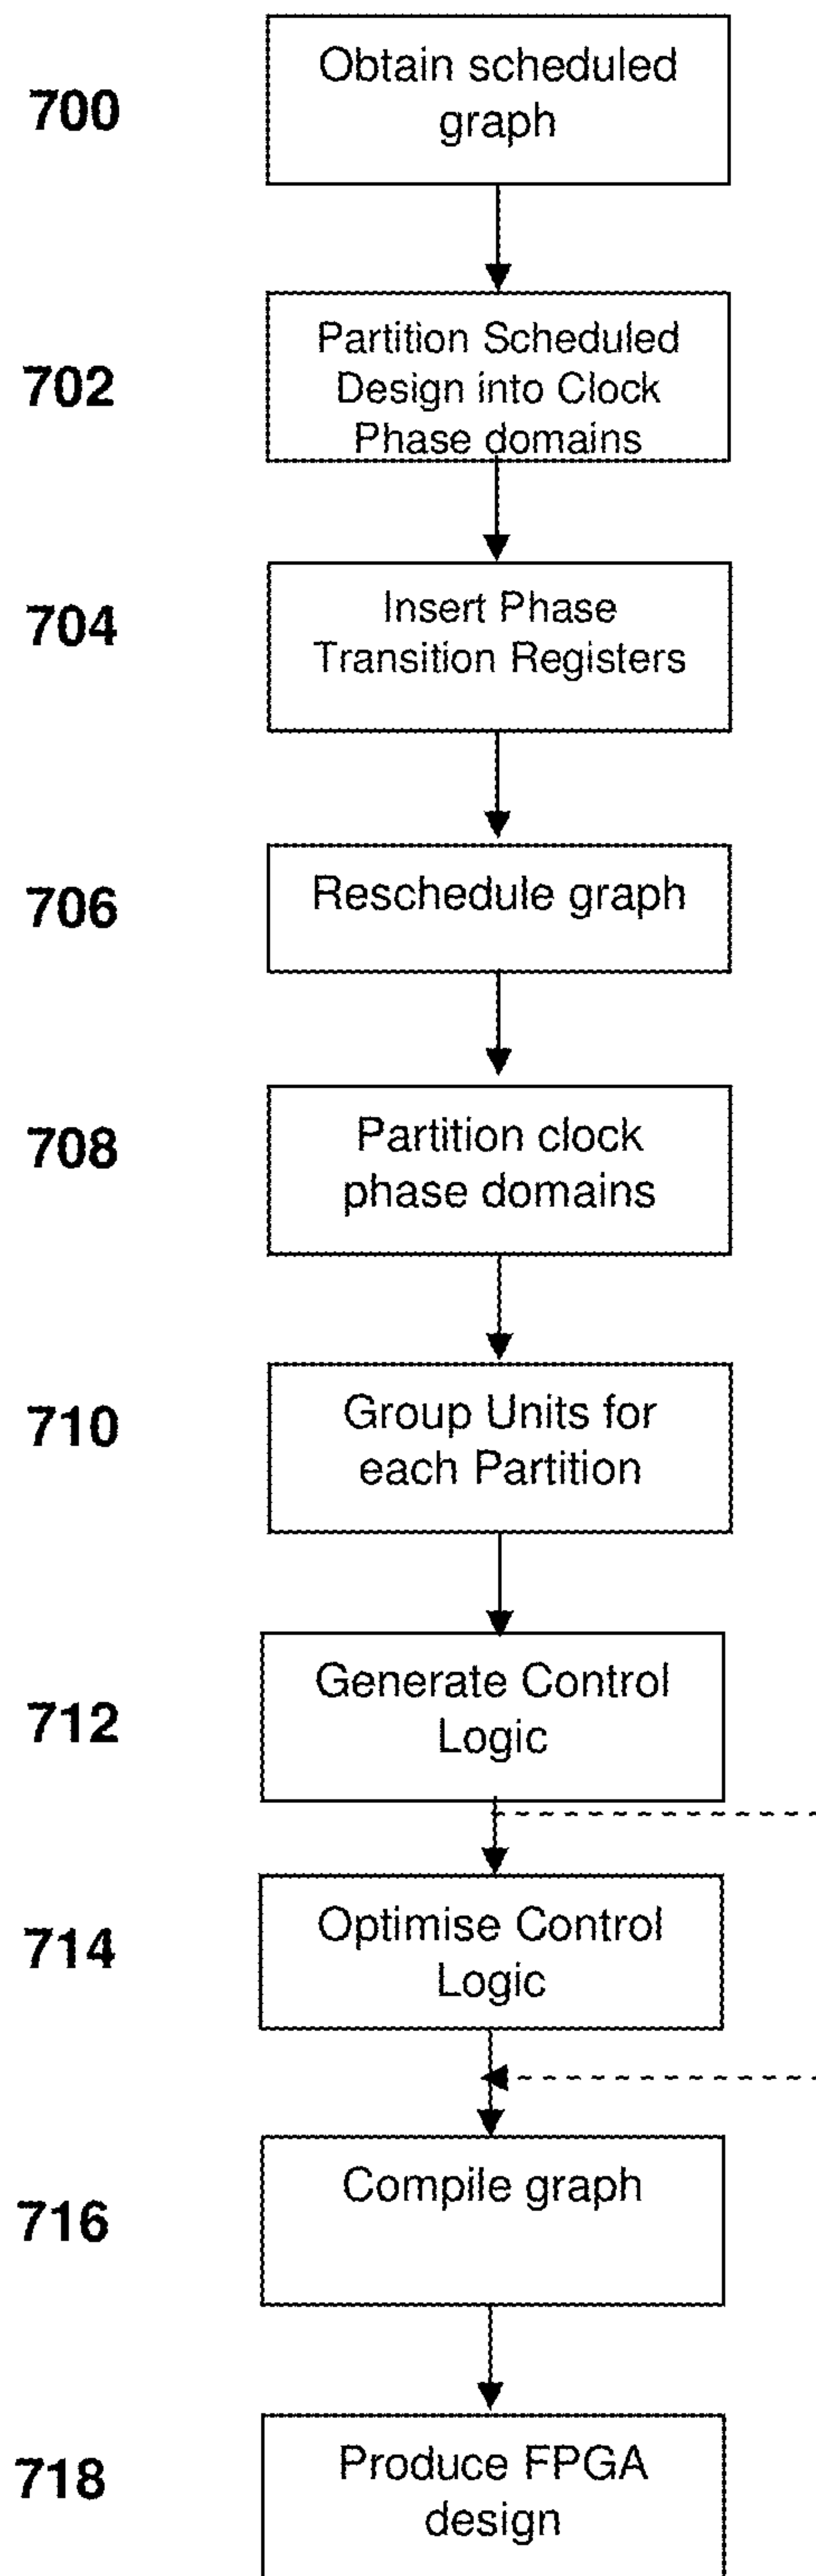 700
Obtain scheduled
graph
702
Partition Scheduled
Design into Clock
Phase domains
704
Insert Phase
Transition Registers
706
Reschedule graph
708
Partition clock
phase domains
710
Group Units for
each Partition
712
Generate Control
Logic
714
Optimise Control
Logic
716
Compile graph
718
Produce FPGA
design